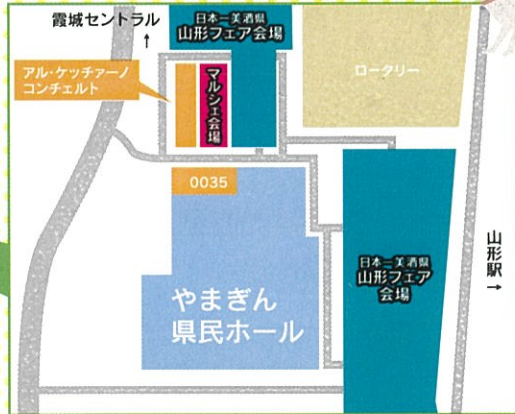 霞城セントラル
↑
日本一美酒県
山形フェア会場
アル・ケッチァーノ
コンチェルト
マルシェ会場
ロータリー
0035
やまぎん
県民ホール
日本一美酒県
山形フェア
会場
山形駅→